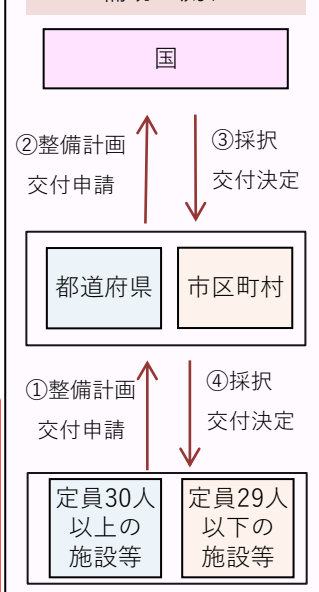 国
②整備計画
交付申請
③採択
交付決定
都道府県
市区町村
①整備計画
交付申請
④採択
交付決定
定員30人
以上の
施設等
定員29人
以下の
施設等